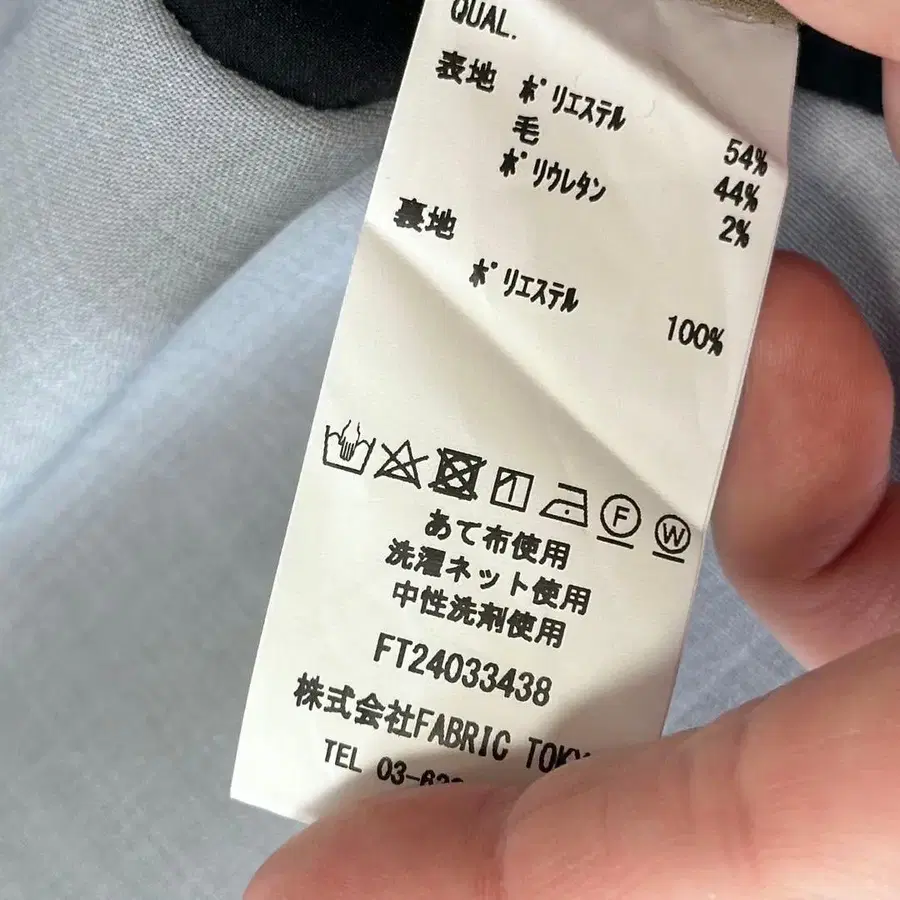 QUAL.
表地 ポリエステル 54%
毛 44%
ポリウレタン 2%
裏地
ポリエステル 100%
F W
あて布使用
洗濯ネット使用
中性洗剤使用
FT24033438
株式会社FABRIC
TEL